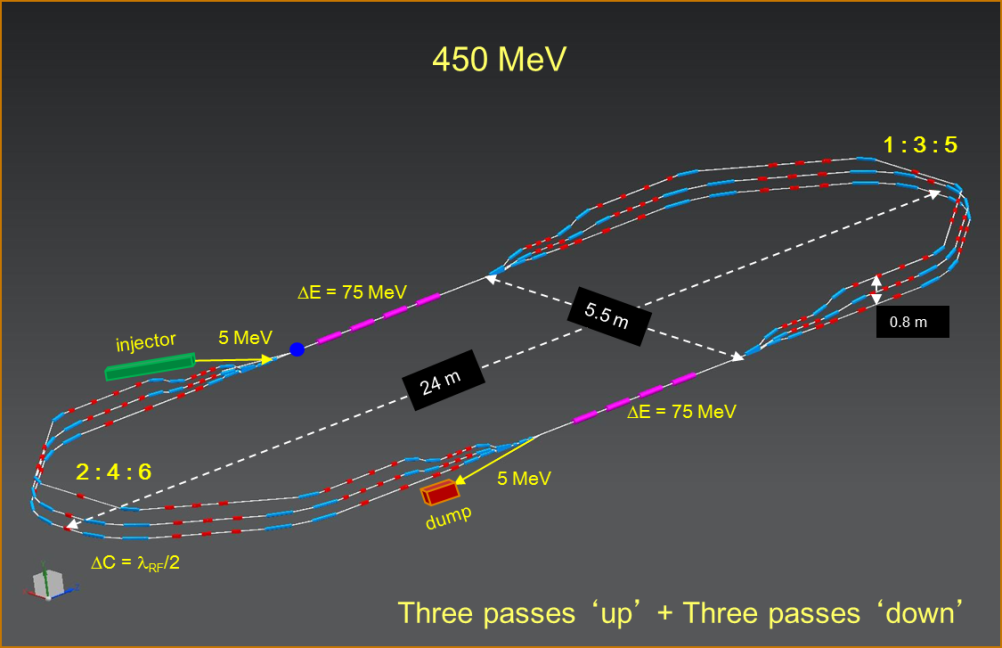 450 MeV
1 : 3 : 5
ΔE = 75 MeV
5.5 m
0.8 m
injector
5 MeV
24 m
ΔE = 75 MeV
2 : 4 : 6
5 MeV
dump
ΔC = λRF/2
Three passes ‘up’ + Three passes ‘down’